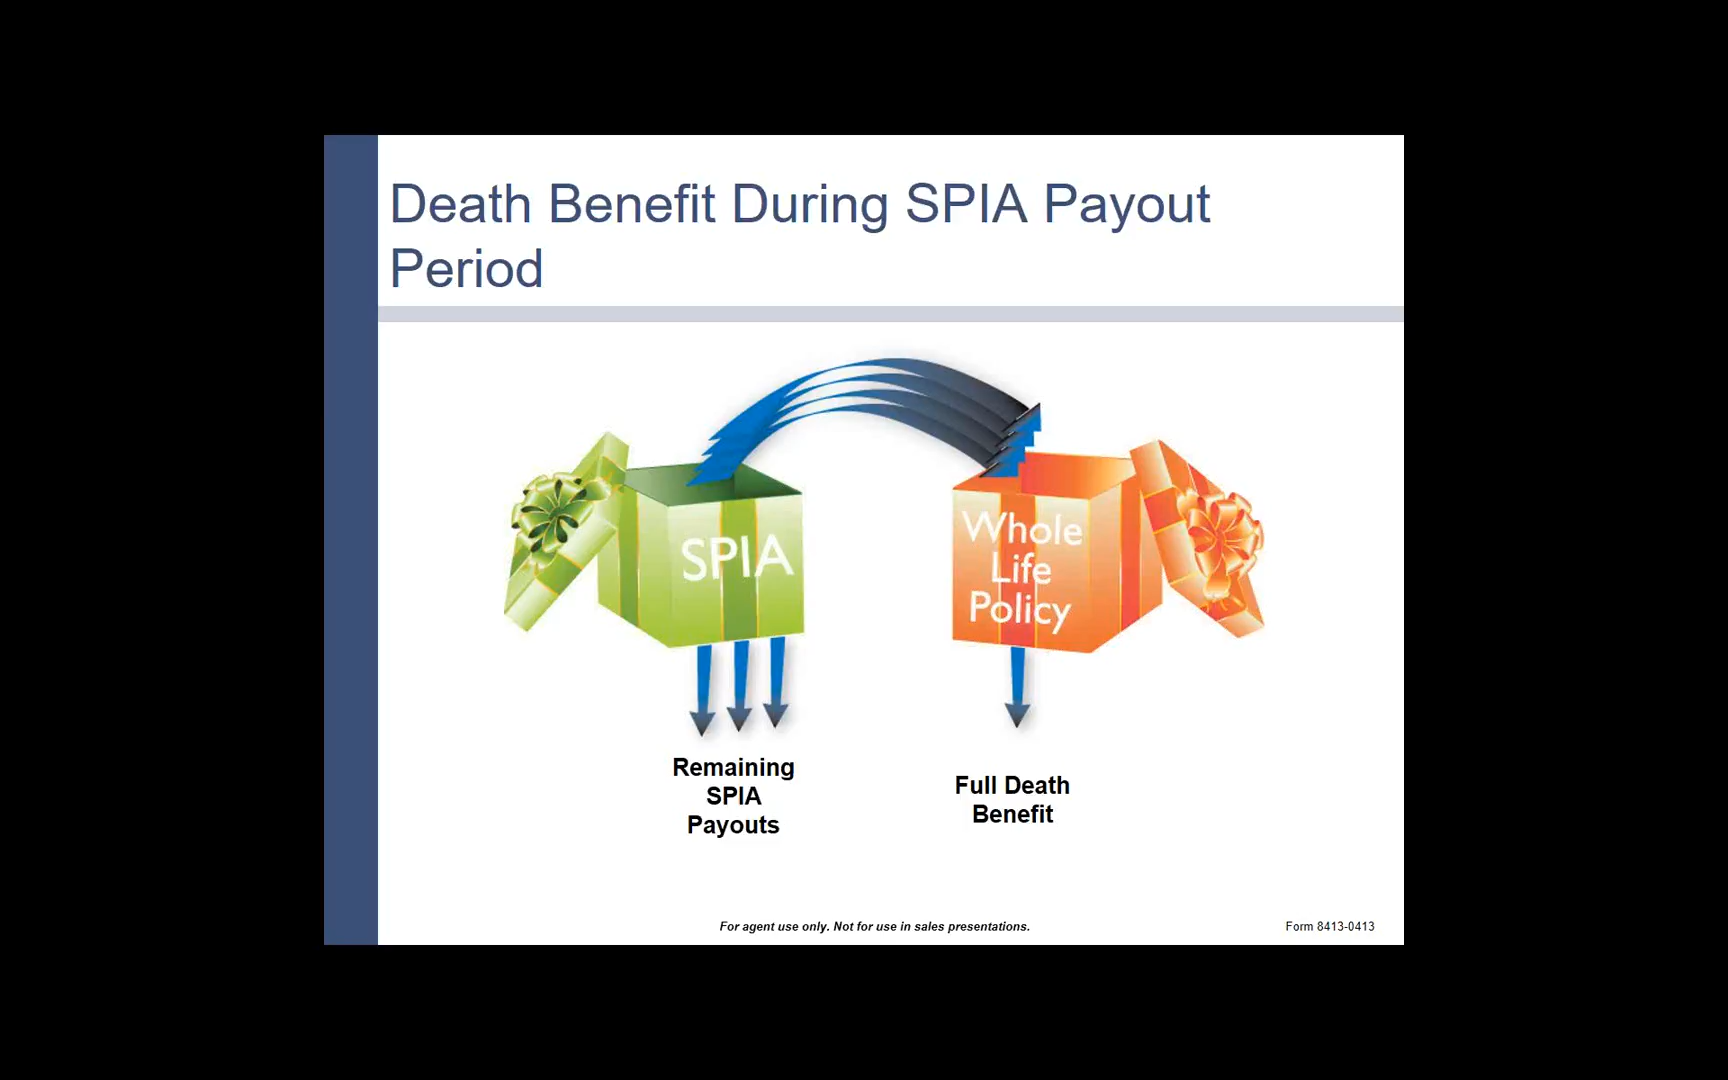 Death Benefit During SPIA Payout
Period
SPIA
Whole
Life
Policy
Remaining
SPIA
Payouts
Full Death
Benefit
For agent use only. Not for use in sales presentations.
Form 8413-0413